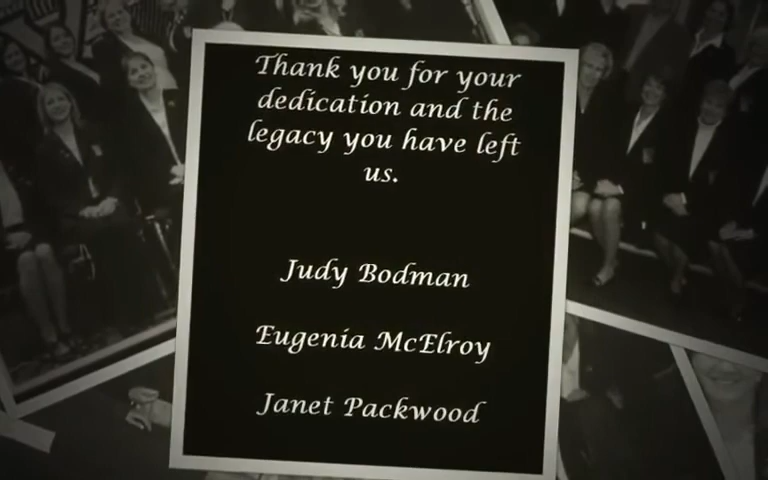 Thank you for your
dedication and the
legacy you have left
us.
Judy Bodman
Eugenia McElroy
Janet Packwood